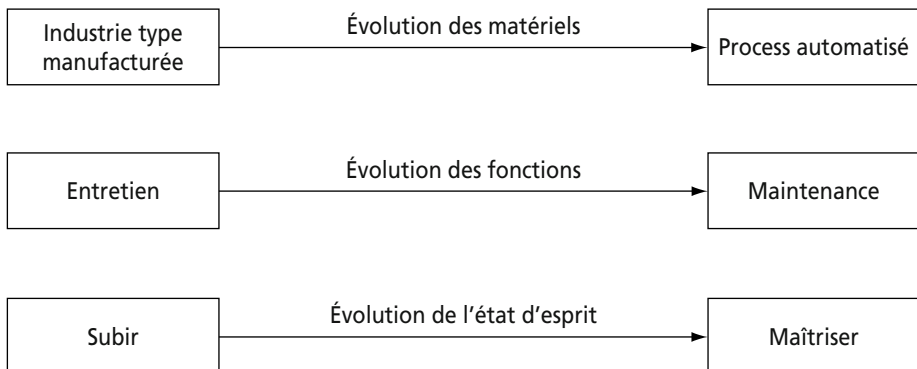 Industrie type
manufacturée
Évolution des matériels
Process automatisé
Entretien
Évolution des fonctions
Maintenance
Subir
Évolution de l'état d'esprit
Maîtriser